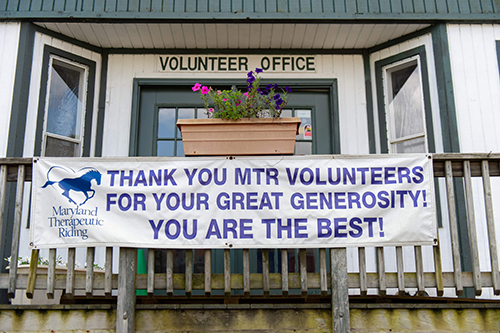 VOLUNTEER OFFICE
THANK YOU MTR VOLUNTEERS
FOR YOUR GREAT GENEROSITY!
YOU ARE THE BEST!
Maryland
Therapeutic
Riding